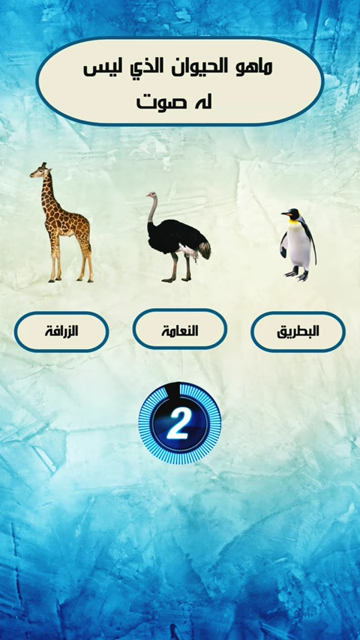 ماهو الحيوان الذي ليس
له صوت
البطريق
النعامة
الزرافة
2